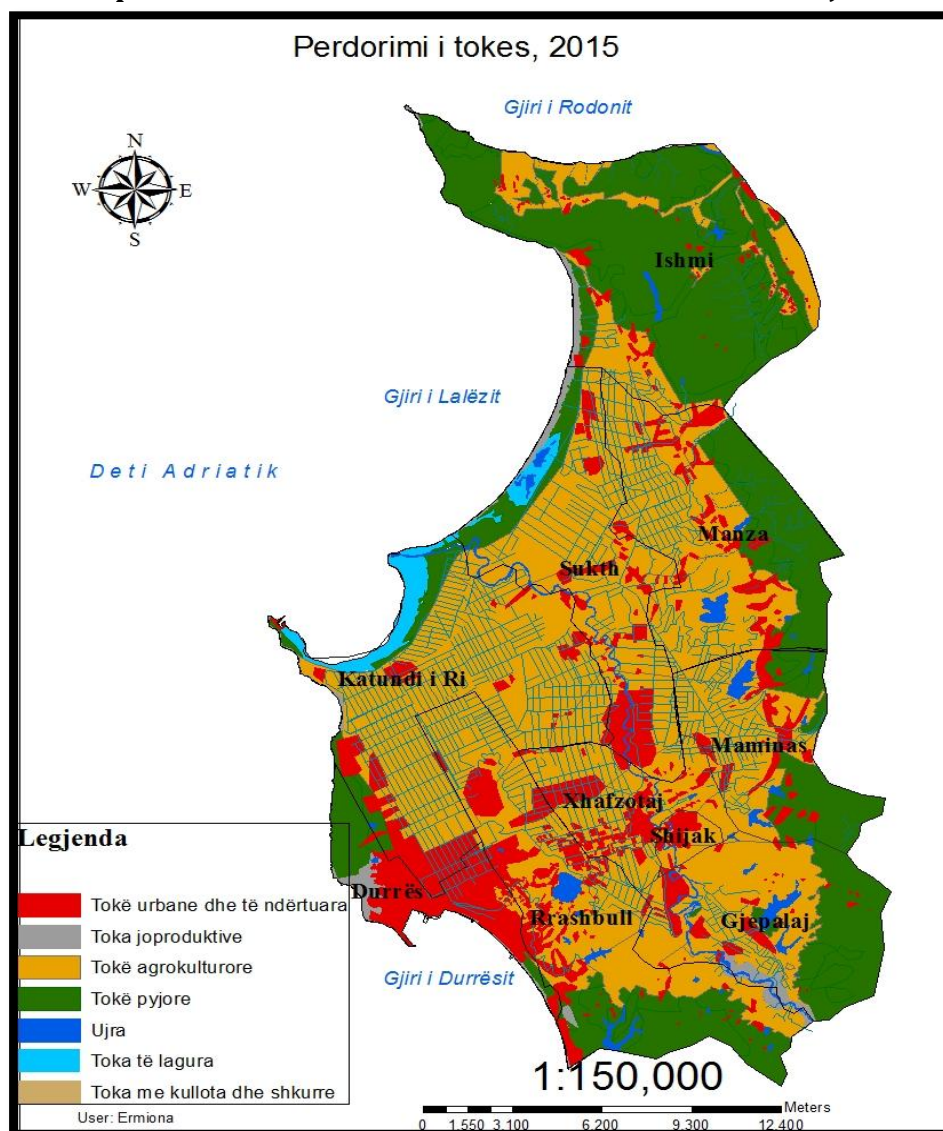 Perdorimi i tokes, 2015
Gjiri i Rodonit
N
W E
S
Ishmi
Gjiri i Lalëzit
Deti Adriatik
Manza
Sukth
Katundi i Ri
Maminas
Xhafzotaj
Shijak
Durrës
Rrashbull
Gjepalaj
Gjiri i Durrësit
Legjenda
Tokë urbane dhe të ndërtuara
Toka joproduktive
Tokë agrokulturore
Tokë pyjore
Ujra
Toka të lagura
Toka me kullota dhe shkurre
User: Ermiona
1:150,000
Meters
0 1.550 3.100 6.200 9.300 12.400